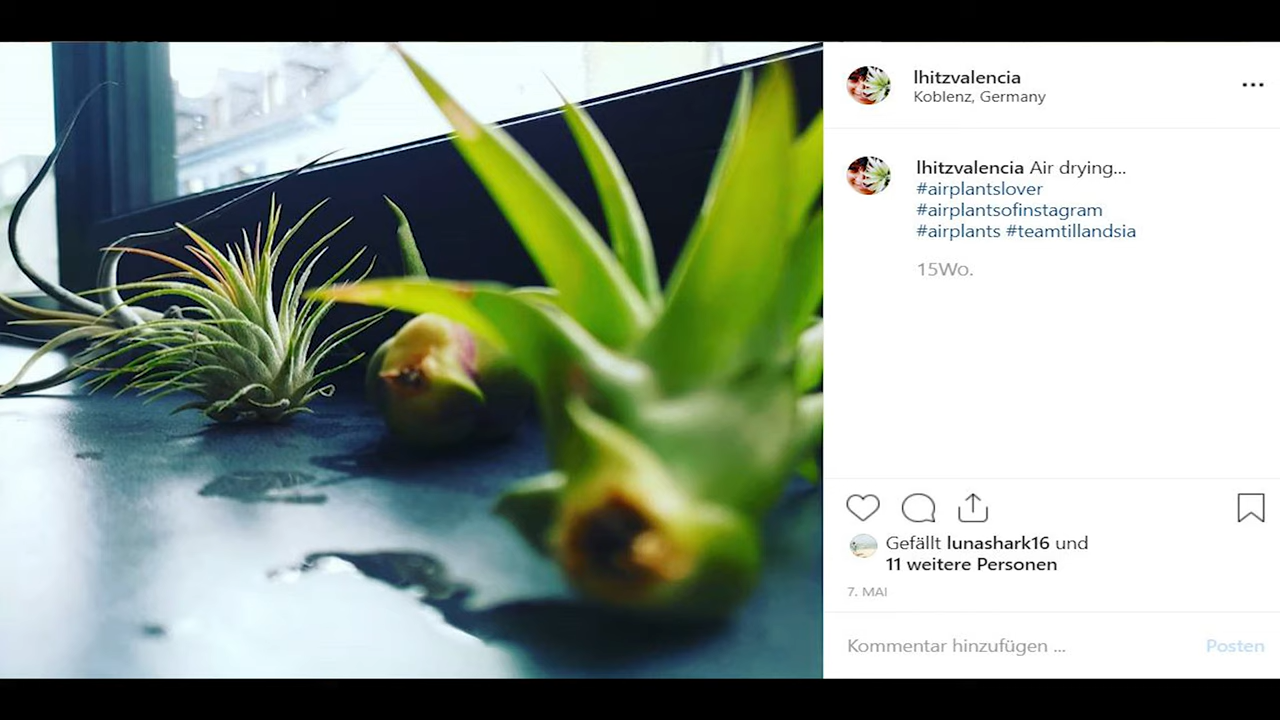 lhitzvalencia
Koblenz, Germany
lhitzvalencia Air drying...
#airplantslover
#airplantsofinstagram
#airplants #teamtillandsia
15Wo.
Gefällt lunashark16 und
11 weitere Personen
7. MAI
Kommentar hinzufügen ...
Posten